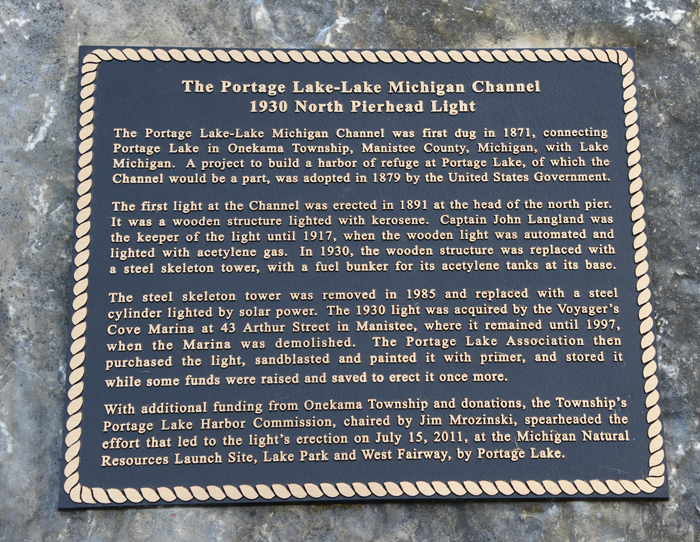 The Portage Lake-Lake Michigan Channel
1930 North Pierhead Light
The Portage Lake-Lake Michigan Channel was first dug in 1871, connecting
Portage Lake in Onekama Township, Manistee County, Michigan, with Lake
Michigan. A project to build a harbor of refuge at Portage Lake, of which the
Channel would be a part, was adopted in 1879 by the United States Government.
The first light at the Channel was erected in 1891 at the head of the north pier.
It was a wooden structure lighted with kerosene. Captain John Langland was
the keeper of the light until 1917, when the wooden light was automated and
lighted with acetylene gas. In 1930, the wooden structure was replaced with
a steel skeleton tower, with a fuel bunker for its acetylene tanks at its base.
The steel skeleton tower was removed in 1985 and replaced with a steel
cylinder lighted by solar power. The 1930 light was acquired by the Voyager's
Cove Marina at 43 Arthur Street in Manistee, where it remained until 1997,
when the Marina was demolished. The Portage Lake Association then
purchased the light, sandblasted and painted it with primer, and stored it
while some funds were raised and saved to erect it once more.
With additional funding from Onekama Township and donations, the Township's
Portage Lake Harbor Commission, chaired by Jim Mrozinski, spearheaded the
effort that led to the light's erection on July 15, 2011, at the Michigan Natural
Resources Launch Site, Lake Park and West Fairway, by Portage Lake.